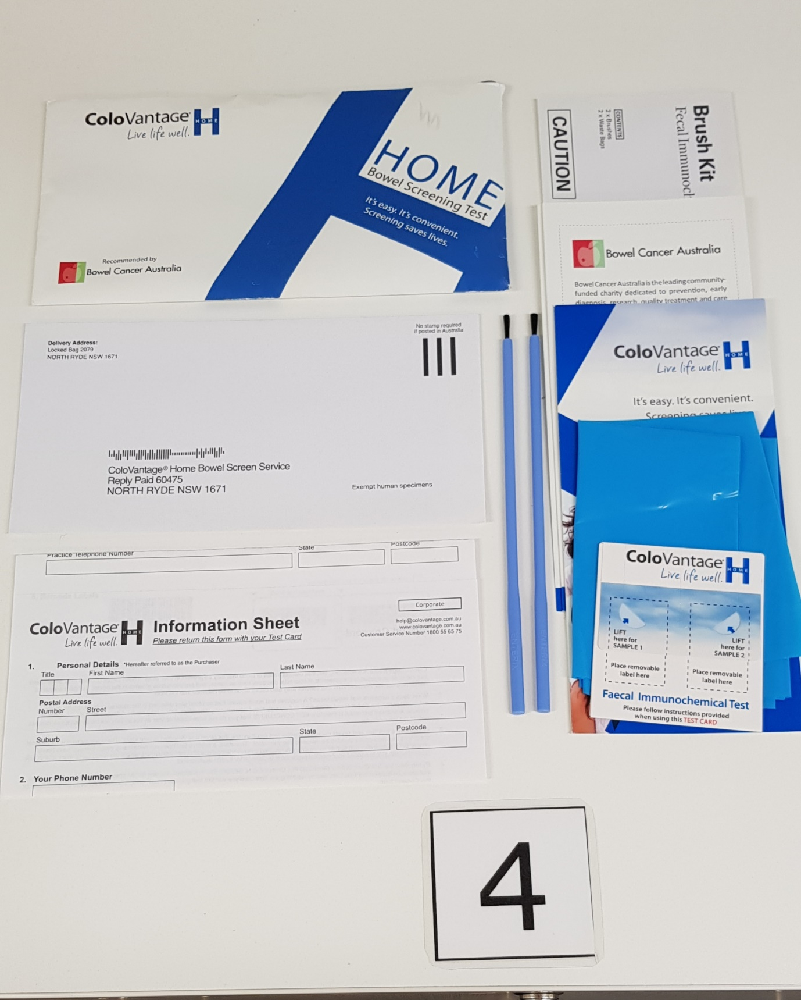 ColoVantage® HOME
Live life well.
HOME
Bowel Screening Test
It's easy. It's convenient.
Screening saves lives.
Recommended by
Bowel Cancer Australia
Delivery Address:
Locked Bag 2079
NORTH RYDE NSW 1671
No stamp required
if posted in Australia
ColoVantage® Home Bowel Screen Service
Reply Paid 60475
NORTH RYDE NSW 1671
Exempt human specimens
Practice Telephone Number
State
Postcode
Corporate
ColoVantage HOME
Live life well.
Information Sheet
Please return this form with your Test Card
help@colovantage.com.au
www.colovantage.com.au
Customer Service Number 1800 55 65 75
1. Personal Details *Hereafter referred to as the Purchaser
Title First Name Last Name
Postal Address
Number Street
Suburb State Postcode
2. Your Phone Number
Brush Kit
Fecal Immunoch
CONTENTS
2 x Brushes
2 x Waste Bags
CAUTION
Bowel Cancer Australia
Bowel Cancer Australia is the leading community-
funded charity dedicated to prevention, early
diagnosis, research, quality treatment and care
ColoVantage® HOME
Live life well.
It's easy. It's convenient.
Screening saves lives.
ColoVantage® HOME
Live life well.
LIFT
here for
SAMPLE 1
Place removable
label here
LIFT
here for
SAMPLE 2
Place removable
label here
Faecal Immunochemical Test
Please follow instructions provided
when using this TEST CARD
4